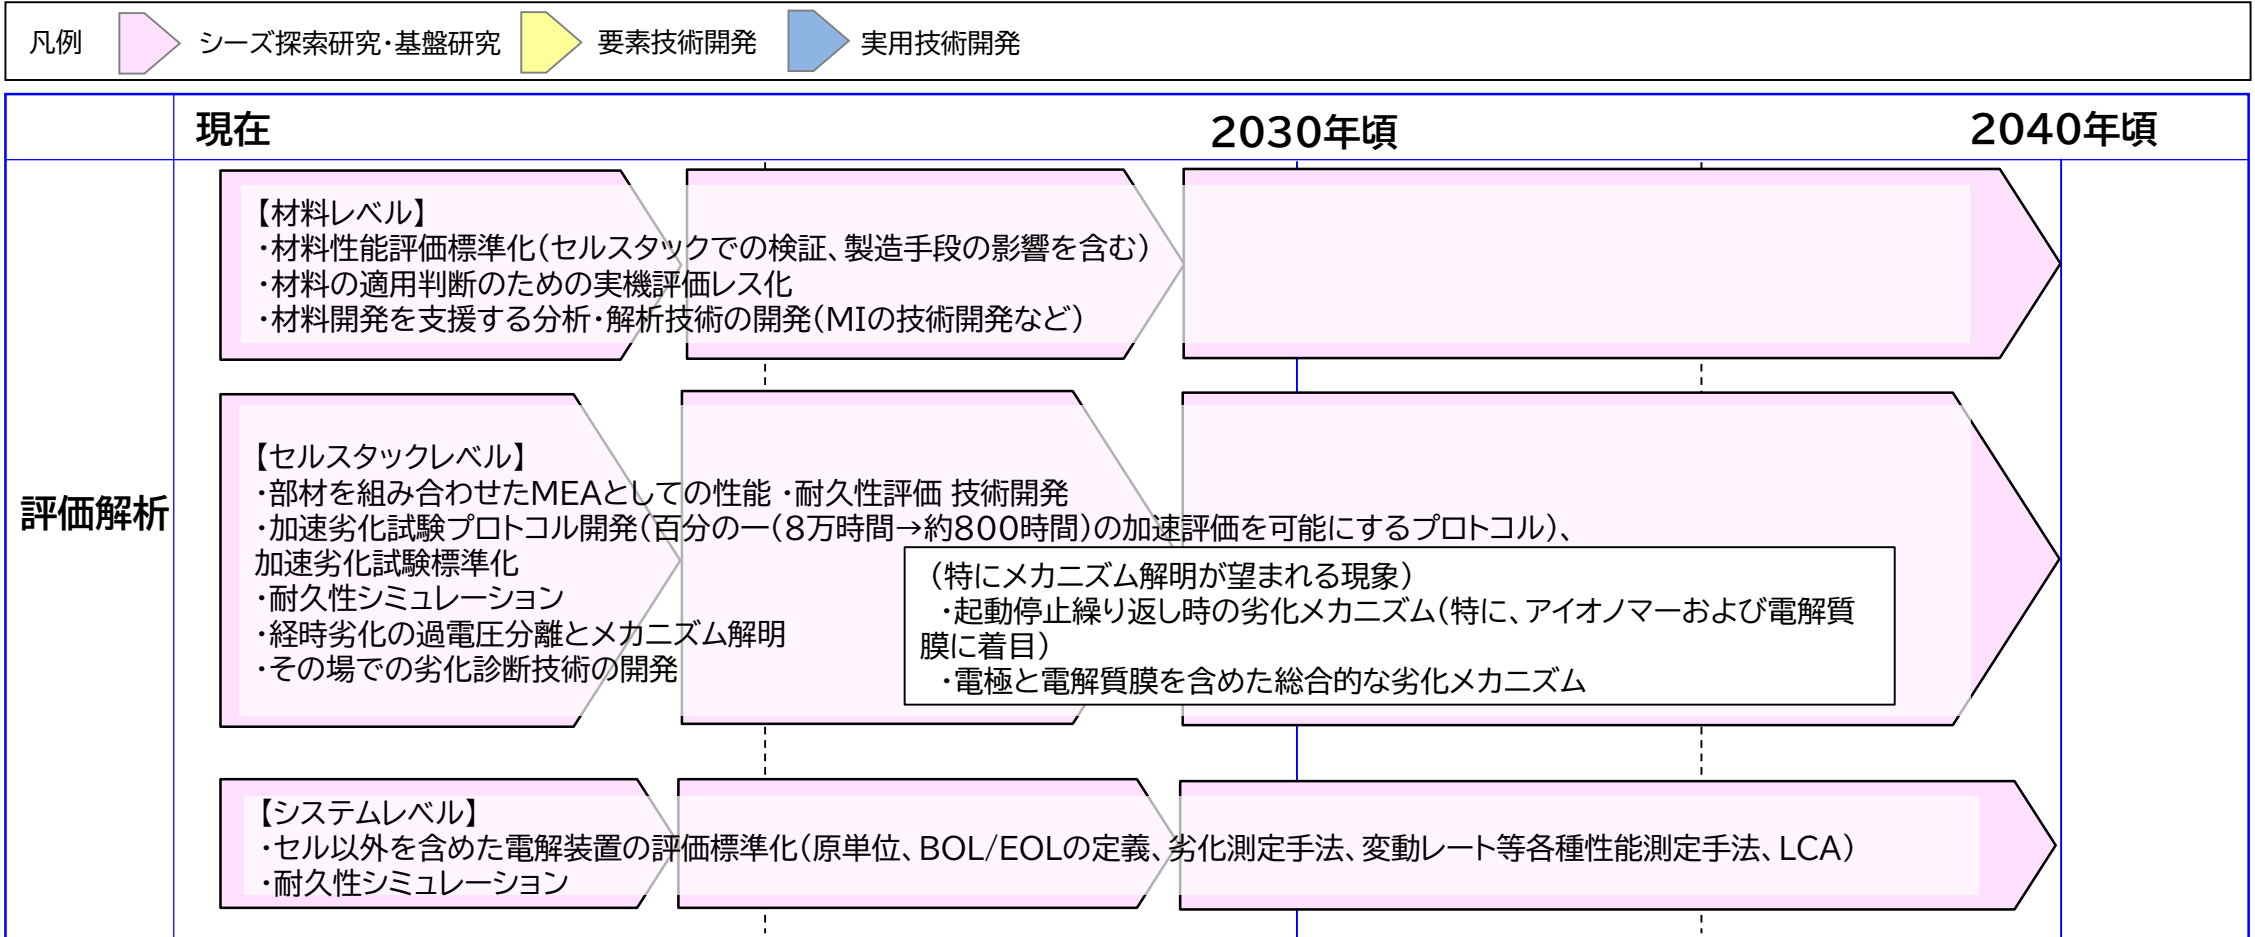 凡例 シーズ探索研究・基盤研究 要素技術開発 実用技術開発
現在 2030年頃 2040年頃
評価解析
【材料レベル】
・材料性能評価標準化(セルスタックでの検証、製造手段の影響を含む)
・材料の適用判断のための実機評価レス化
・材料開発を支援する分析・解析技術の開発(MIの技術開発など)
【セルスタックレベル】
・部材を組み合わせたMEAとしての性能・耐久性評価 技術開発
・加速劣化試験プロトコル開発(百分の一(8万時間→約800時間)の加速評価を可能にするプロトコル)、
加速劣化試験標準化
・耐久性シミュレーション
・経時劣化の過電圧分離とメカニズム解明
・その場での劣化診断技術の開発
(特にメカニズム解明が望まれる現象)
・起動停止繰り返し時の劣化メカニズム(特に、アイオノマーおよび電解質
膜に着目)
・電極と電解質膜を含めた総合的な劣化メカニズム
【システムレベル】
・セル以外を含めた電解装置の評価標準化(原単位、BOL/EOLの定義、劣化測定手法、変動レート等各種性能測定手法、LCA)
・耐久性シミュレーション